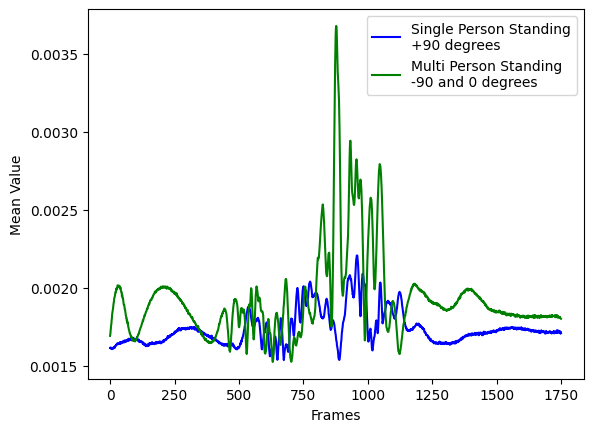 Single Person Standing
+90 degrees
Multi Person Standing
-90 and 0 degrees
0.0035
0.0030
0.0025
0.0020
0.0015
Mean Value
0 250 500 750 1000 1250 1500 1750
Frames